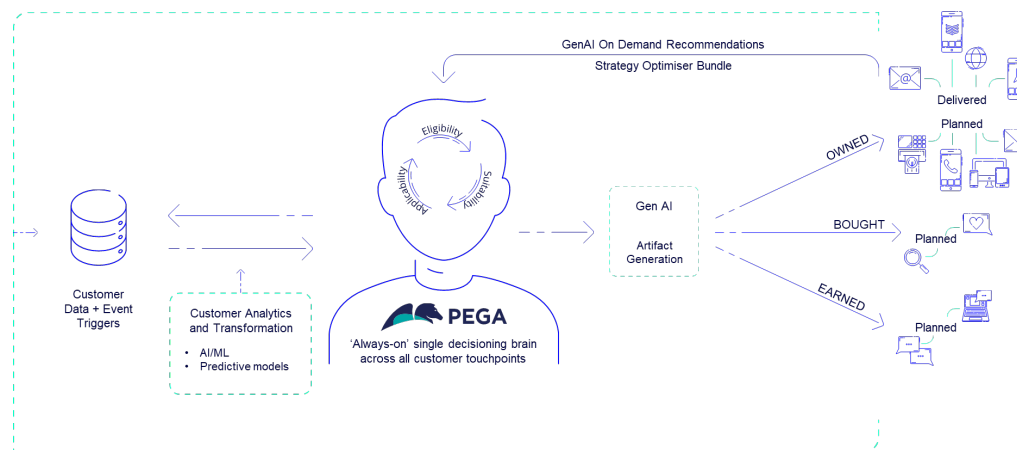 GenAI On Demand Recommendations
Strategy Optimiser Bundle
@
Delivered
Planned
Eligibility
Suitability
Applicability
OWNED
Gen AI
Artifact
Generation
BOUGHT
Planned
EARNED
Planned
Customer
Data + Event
Triggers
Customer Analytics
and Transformation
• AI/ML
• Predictive models
PEGA
'Always-on' single decisioning brain
across all customer touchpoints